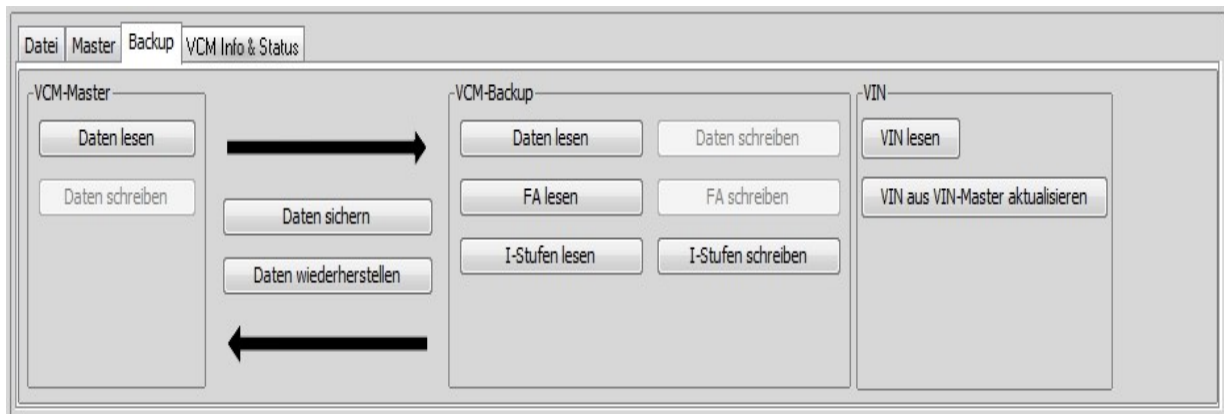 Datei Master Backup VCM Info & Status
VCM-Master
Daten lesen
Daten schreiben
Daten sichern
Daten wiederherstellen
VCM-Backup
Daten lesen Daten schreiben
FA lesen FA schreiben
I-Stufen lesen I-Stufen schreiben
VIN
VIN lesen
VIN aus VIN-Master aktualisieren